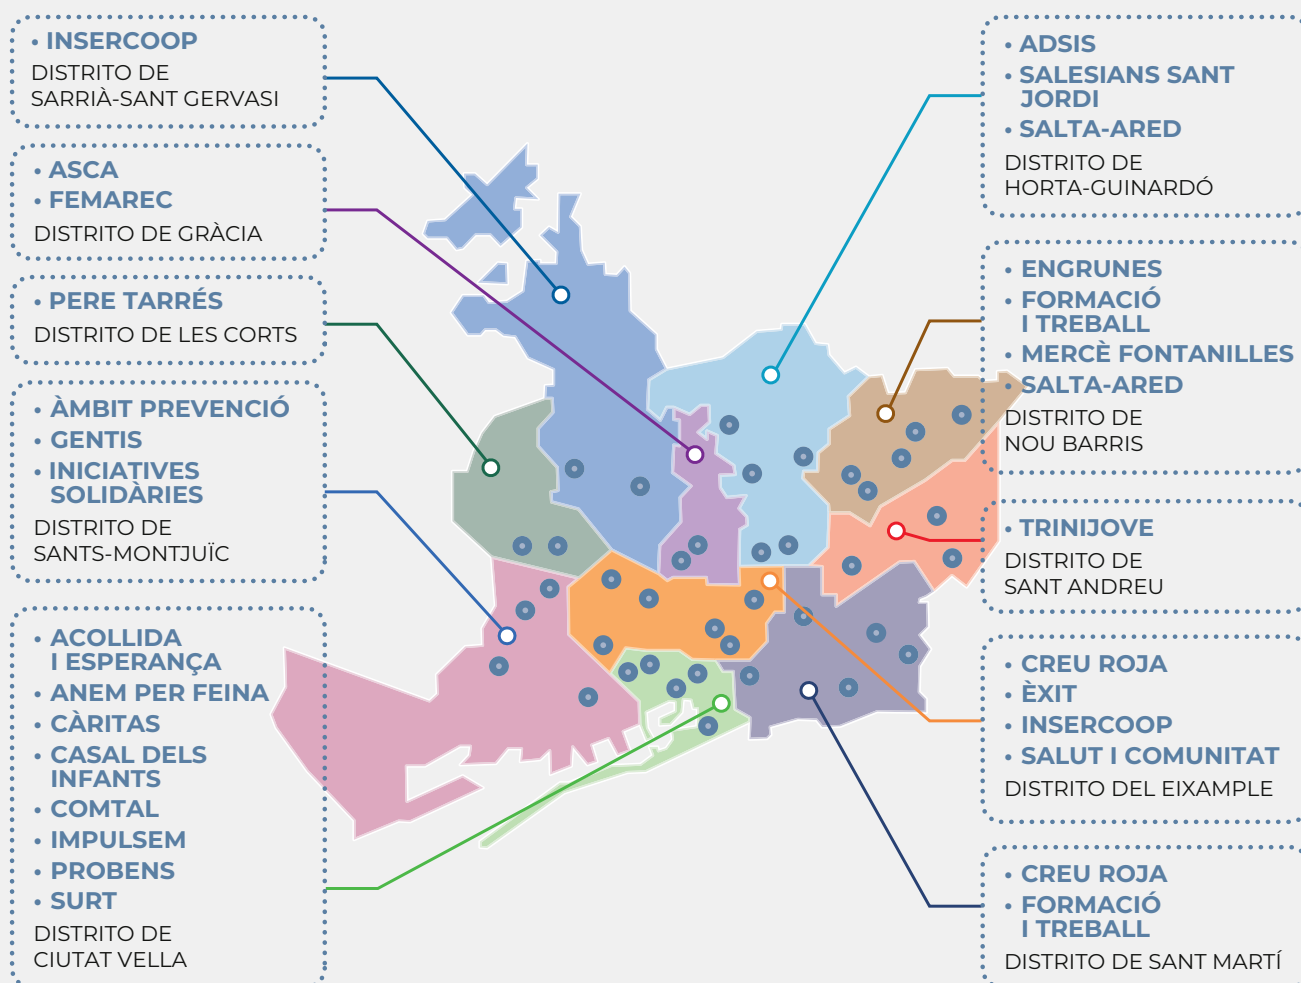 • INSERCOOP
DISTRITO DE
SARRIÀ-SANT GERVASI
• ASCA
• FEMAREC
DISTRITO DE GRÀCIA
• PERE TARRÉS
DISTRITO DE LES CORTS
• ÀMBIT PREVENCIÓ
• GENTIS
• INICIATIVES
SOLIDÀRIES
DISTRITO DE
SANTS-MONTJUÏC
• ACOLLIDA
I ESPERANÇA
• ANEM PER FEINA
• CÀRITAS
• CASAL DELS
INFANTS
• COMTAL
• IMPULSEM
• PROBENS
• SURT
DISTRITO DE
CIUTAT VELLA
• ADSIS
• SALESIANS SANT
JORDI
• SALTA-ARED
DISTRITO DE
HORTA-GUINARDÓ
• ENGRUNES
• FORMACIÓ
I TREBALL
• MERCÈ FONTANILLES
• SALTA-ARED
DISTRITO DE
NOU BARRIS
• TRINIJOVE
DISTRITO DE
SANT ANDREU
• CREU ROJA
• ÈXIT
• INSERCOOP
• SALUT I COMUNITAT
DISTRITO DEL EIXAMPLE
• CREU ROJA
• FORMACIÓ
I TREBALL
DISTRITO DE SANT MARTÍ